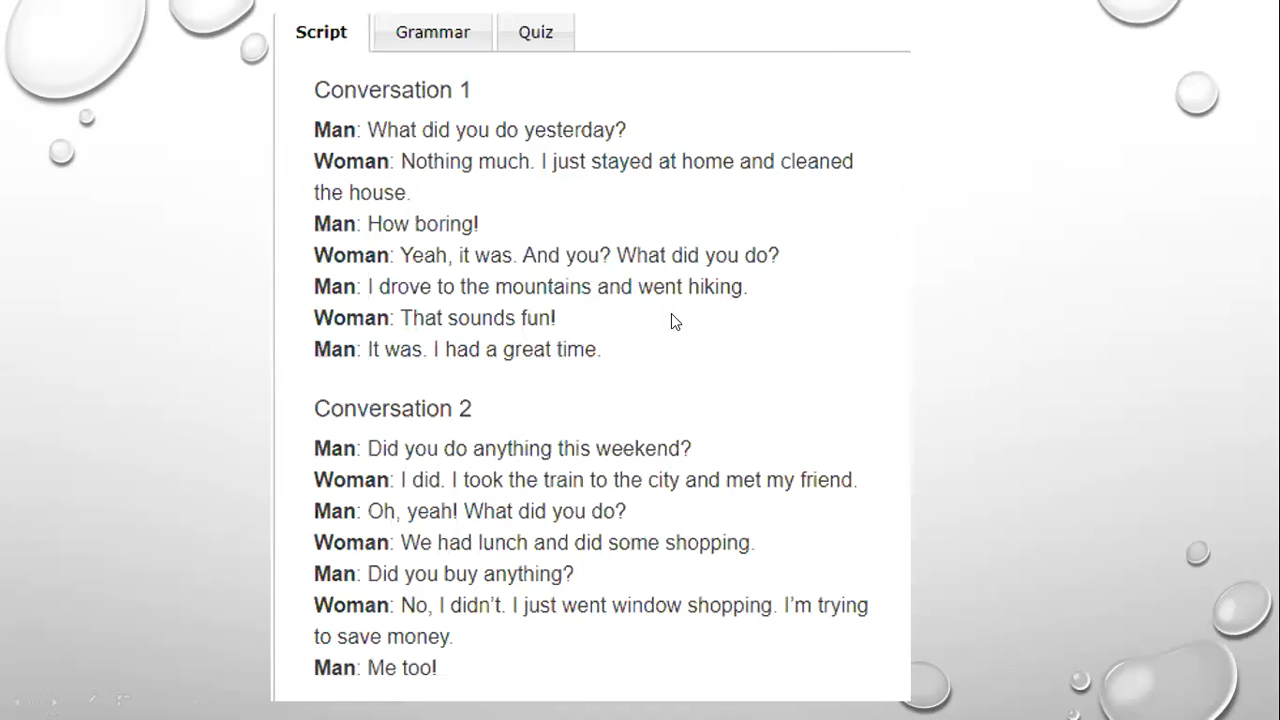 Script Grammar Quiz
Conversation 1
Man: What did you do yesterday?
Woman: Nothing much. I just stayed at home and cleaned
the house.
Man: How boring!
Woman: Yeah, it was. And you? What did you do?
Man: I drove to the mountains and went hiking.
Woman: That sounds fun!
Man: It was. I had a great time.
Conversation 2
Man: Did you do anything this weekend?
Woman: I did. I took the train to the city and met my friend.
Man: Oh, yeah! What did you do?
Woman: We had lunch and did some shopping.
Man: Did you buy anything?
Woman: No, I didn’t. I just went window shopping. I’m trying
to save money.
Man: Me too!